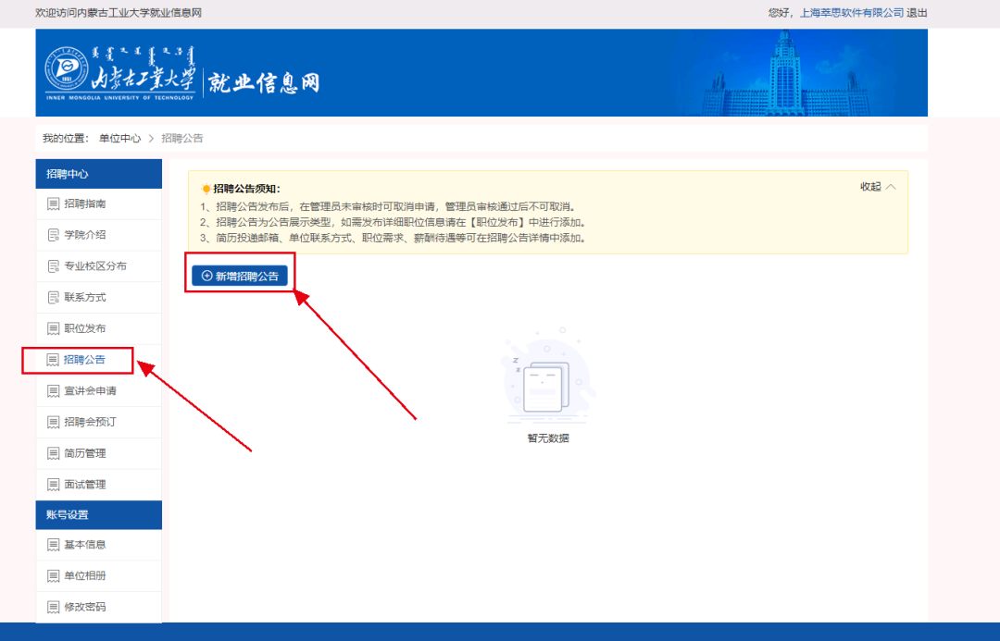 欢迎访问内蒙古工业大学就业信息网
您好，上海萃思软件有限公司 退出
内蒙古工业大学
就业信息网
INNER MONGOLIA UNIVERSITY OF TECHNOLOGY
我的位置： 单位中心 > 招聘公告
招聘中心
招聘指南
学院介绍
专业校区分布
联系方式
职位发布
招聘公告
宣讲会申请
招聘会预订
简历管理
面试管理
账号设置
基本信息
单位相册
修改密码
招聘公告须知：
收起
1、招聘公告发布后，在管理员未审核时可取消申请，管理员审核通过后不可取消。
2、招聘公告为公告展示类型，如需发布详细职位信息请在【职位发布】中进行添加。
3、简历投递邮箱、单位联系方式、职位需求、薪酬待遇等可在招聘公告详情中添加。
新增招聘公告
z
z
暂无数据